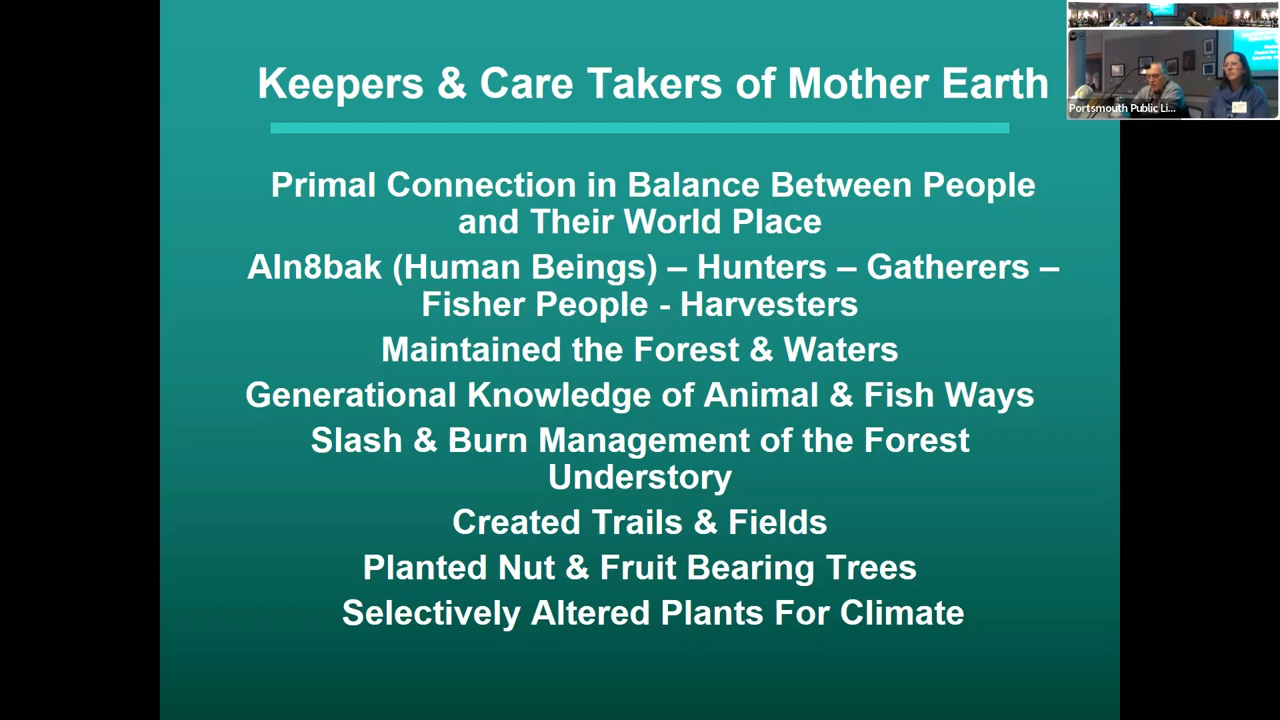 Keepers & Care Takers of Mother Earth
Primal Connection in Balance Between People
and Their World Place
Aln8bak (Human Beings) – Hunters – Gatherers –
Fisher People - Harvesters
Maintained the Forest & Waters
Generational Knowledge of Animal & Fish Ways
Slash & Burn Management of the Forest
Understory
Created Trails & Fields
Planted Nut & Fruit Bearing Trees
Selectively Altered Plants For Climate
Portsmouth Public Li...